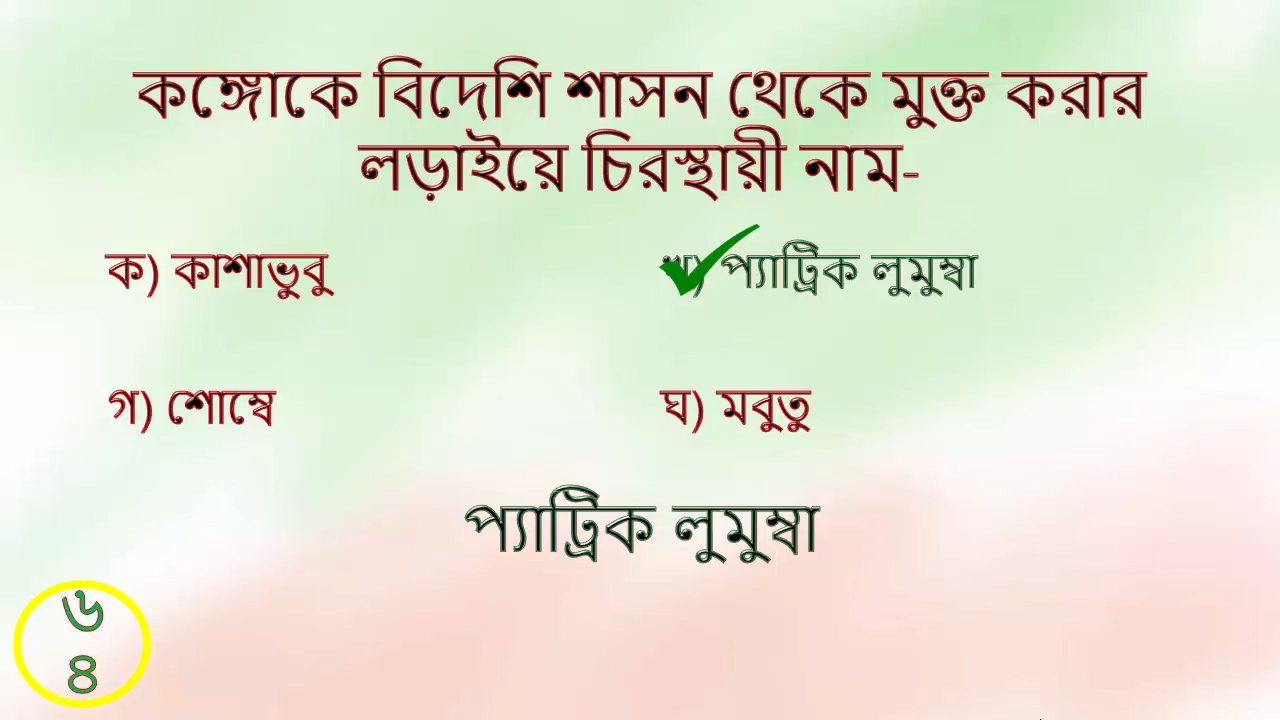 কঙ্গোকে বিদেশি শাসন থেকে মুক্ত করার
লড়াইয়ে চিরস্থায়ী নাম-
ক) কাশাভুবু
খ) প্যাট্রিক লুমুম্বা
গ) শোম্বে
ঘ) মবুতু
প্যাট্রিক লুমুম্বা
৬
৪